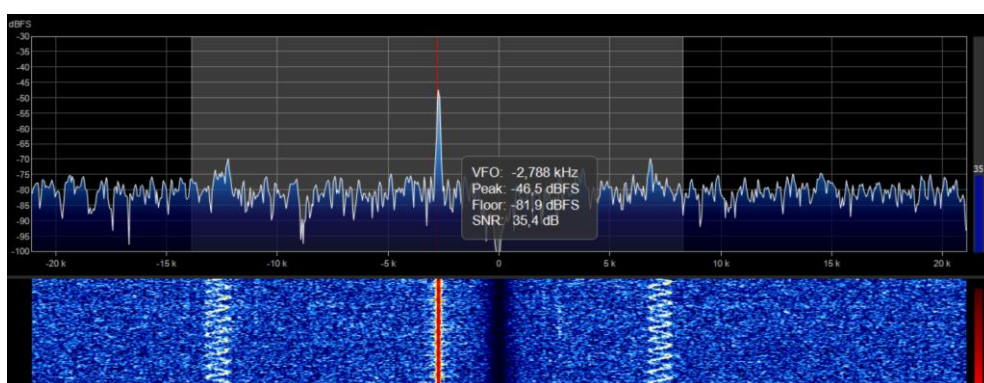 dBFS
-30
-35
-40
-45
-50
-55
-60
-65
-70
-75
-80
-85
-90
-95
-100
VFO: -2,788 kHz
Peak: -46,5 dBFS
Floor: -81,9 dBFS
SNR: 35,4 dB
35
-20 k -15 k -10 k -5 k 0 5 k 10 k 15 k 20 k